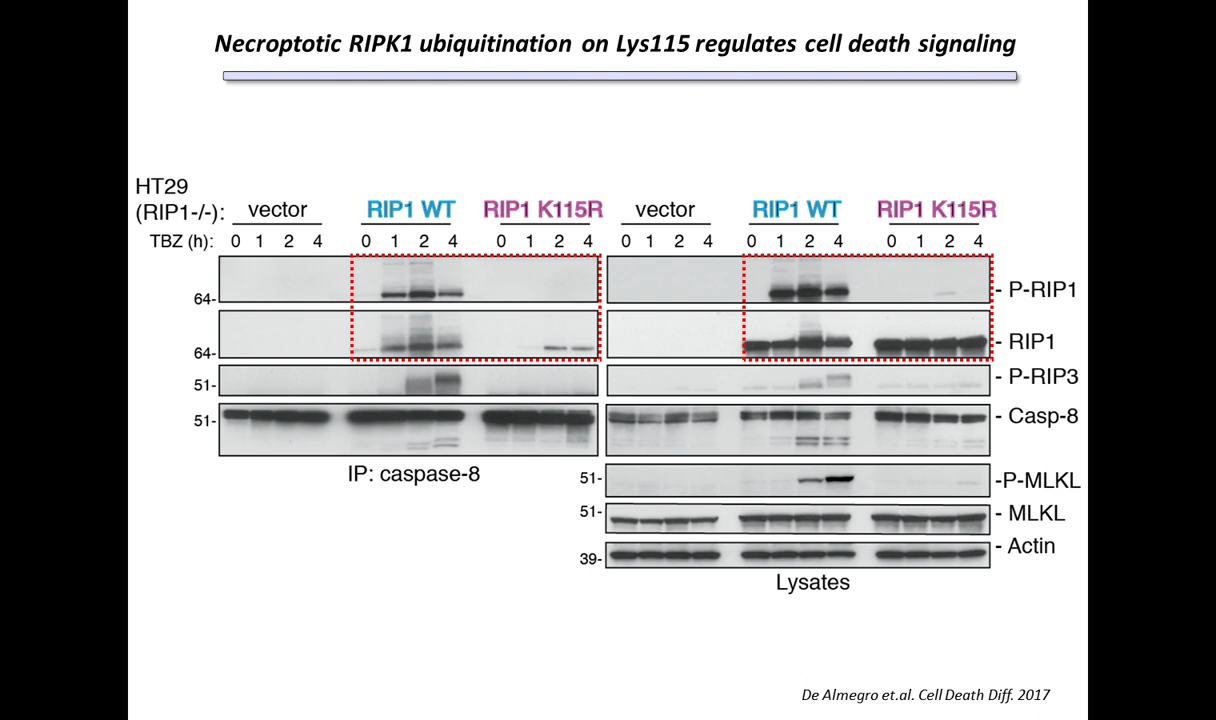 Necroptotic RIPK1 ubiquitination on Lys115 regulates cell death signaling
HT29
(RIP1-/-): vector RIP1 WT RIP1 K115R vector RIP1 WT RIP1 K115R
TBZ (h): 0 1 2 4 0 1 2 4 0 1 2 4 0 1 2 4 0 1 2 4 0 1 2 4
64- - P-RIP1
64- - RIP1
51- - P-RIP3
51- - Casp-8
IP: caspase-8
51- -P-MLKL
51- - MLKL
39- - Actin
Lysates
De Almegro et.al. Cell Death Diff. 2017